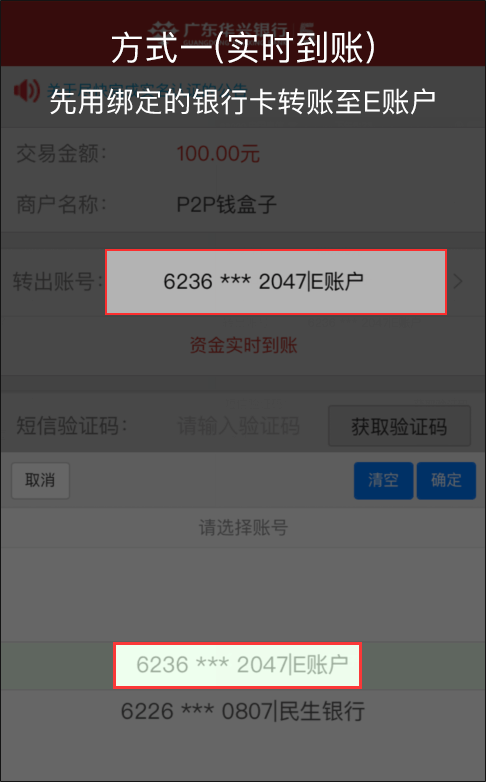 广东华兴银行
方式一(实时到账)
先用绑定的银行卡转账至E账户
交易金额: 100.00元
商户名称: P2P钱盒子
转出账号: 6236 *** 2047|E账户
资金实时到账
短信验证码: 请输入验证码 获取验证码
取消 清空 确定
请选择账号
6236 *** 2047|E账户
6226 *** 0807|民生银行